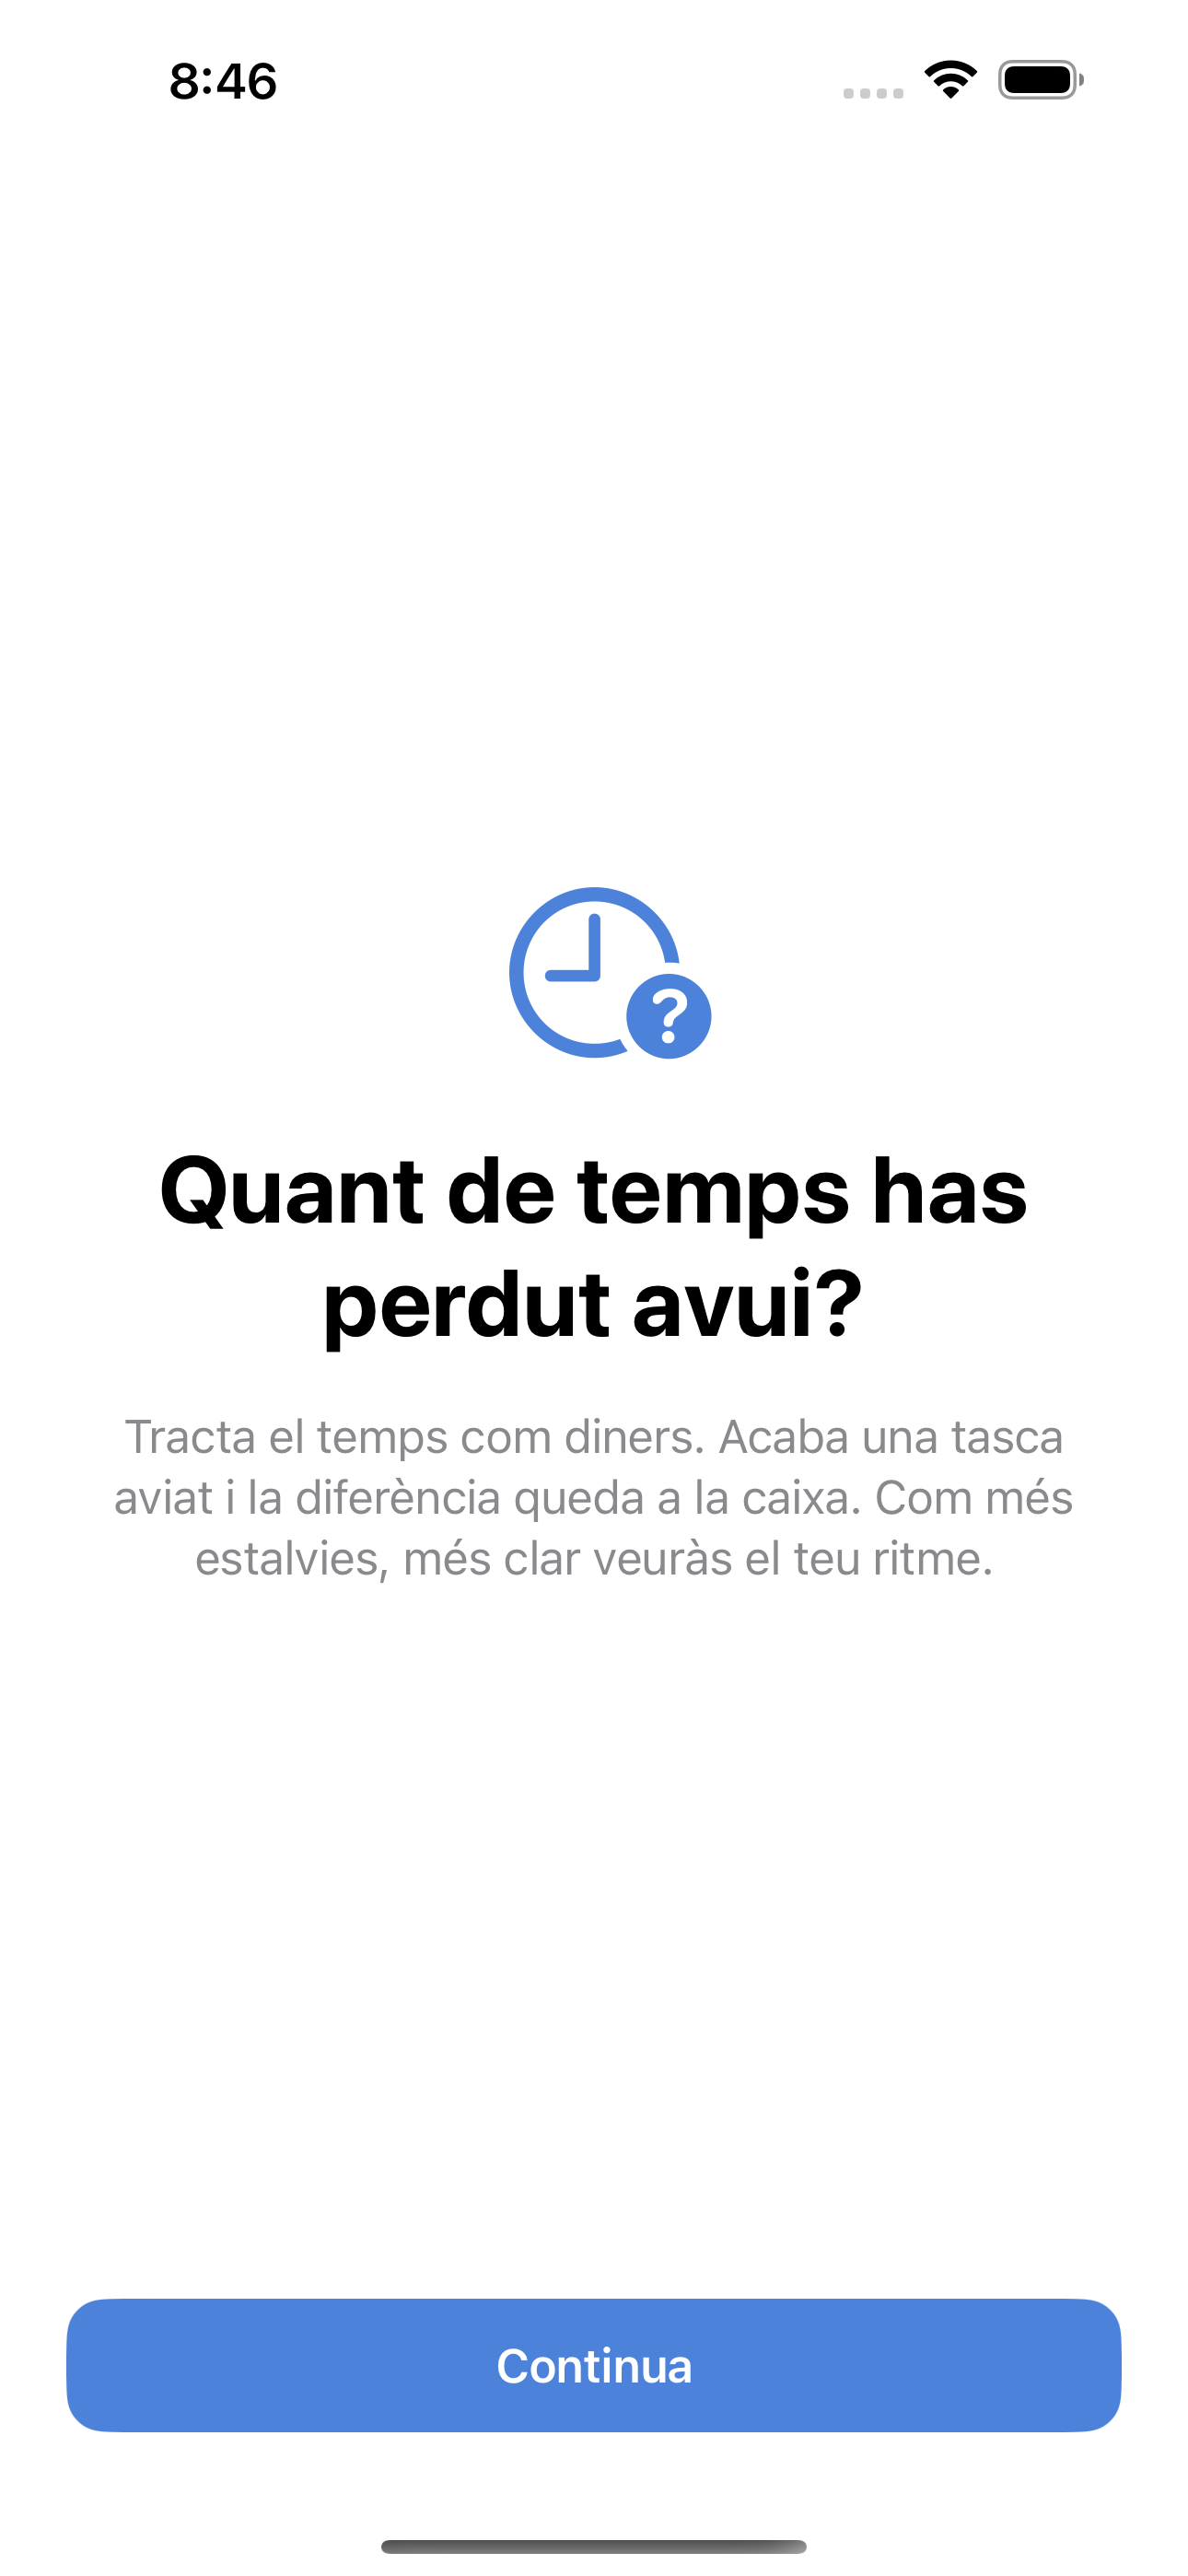 8:46
?
Quant de temps has
perdut avui?
Tracta el temps com diners. Acaba una tasca
aviat i la diferència queda a la caixa. Com més
estalvies, més clar veuràs el teu ritme.
Continua